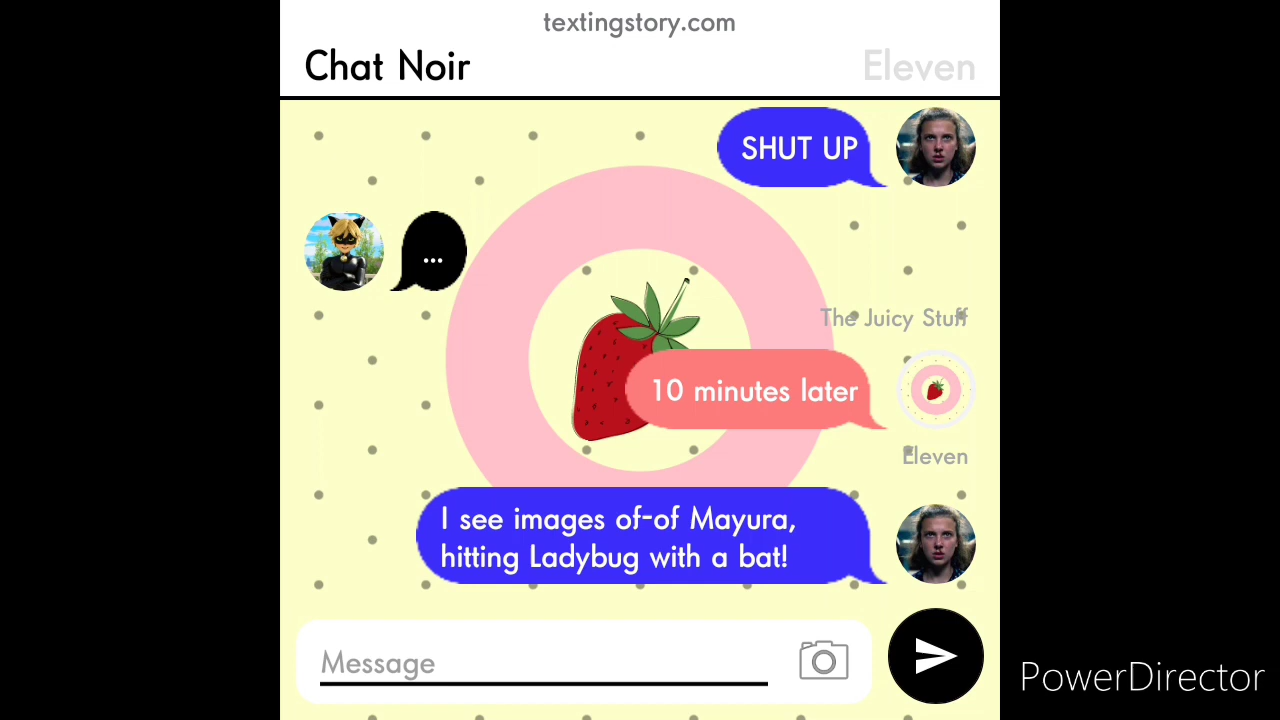 textingstory.com
Chat Noir
Eleven
SHUT UP
...
The Juicy Stuff
10 minutes later
Eleven
I see images of-of Mayura,
hitting Ladybug with a bat!
Message
PowerDirector